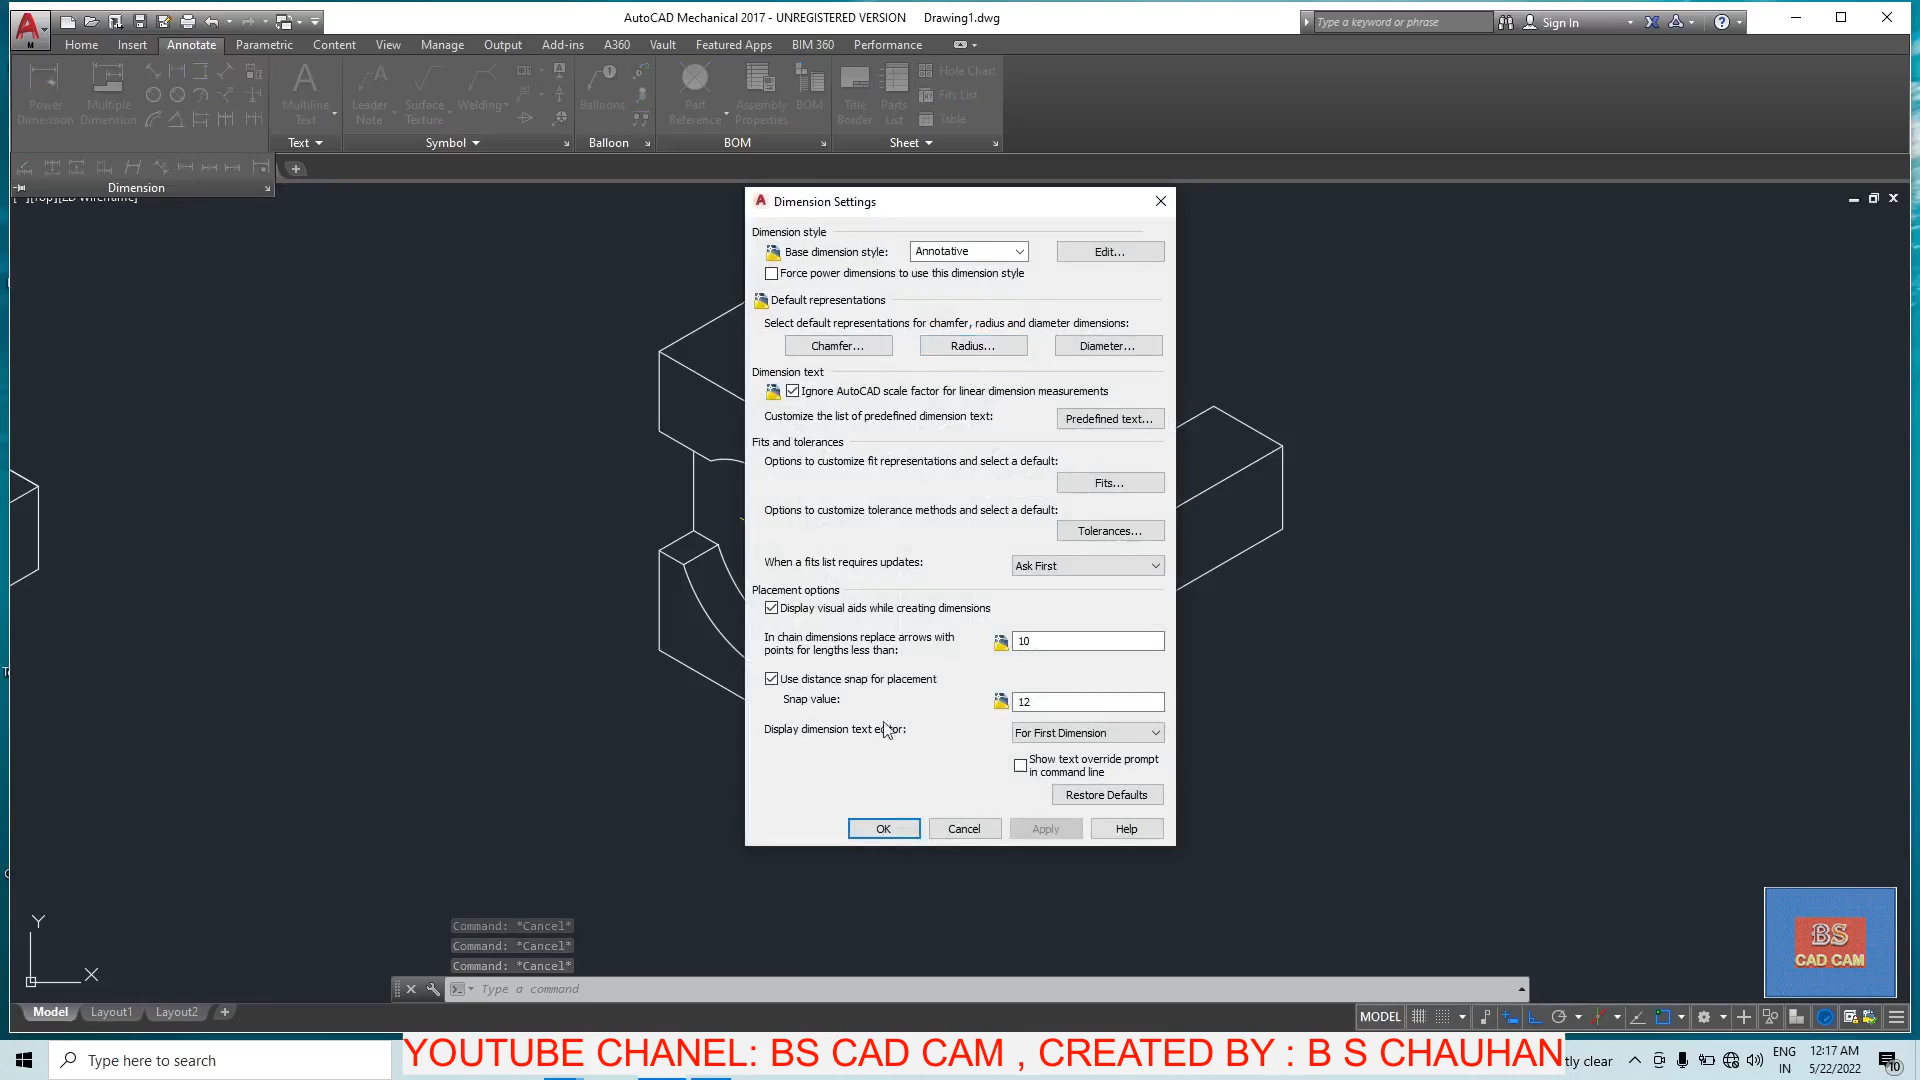 AutoCAD Mechanical 2017 - UNREGISTERED VERSION Drawing1.dwg
Type a keyword or phrase
Sign In
Home Insert Annotate Parametric Content View Manage Output Add-ins A360 Vault Featured Apps BIM 360 Performance
Power Dimension
Multiple Dimension
Multiline Text
Leader Note
Surface Texture
Welding
Balloons
Part Reference
Assembly Properties
BOM
Title Border
Parts List
Hole Chart
Fits List
Table
Text Symbol Balloon BOM Sheet
Dimension
Dimension Settings
Dimension style
Base dimension style: Annotative Edit...
Force power dimensions to use this dimension style
Default representations
Select default representations for chamfer, radius and diameter dimensions:
Chamfer... Radius... Diameter...
Dimension text
Ignore AutoCAD scale factor for linear dimension measurements
Customize the list of predefined dimension text: Predefined text...
Fits and tolerances
Options to customize fit representations and select a default:
Fits...
Options to customize tolerance methods and select a default:
Tolerances...
When a fits list requires updates: Ask First
Placement options
Display visual aids while creating dimensions
In chain dimensions replace arrows with
points for lengths less than: 10
Use distance snap for placement
Snap value: 12
Display dimension text editor: For First Dimension
Show text override prompt
in command line
Restore Defaults
OK Cancel Apply Help
Command: *Cancel*
Command: *Cancel*
Command: *Cancel*
Type a command
Y
X
BS
CAD CAM
Model Layout1 Layout2 +
MODEL
Type here to search
YOUTUBE CHANEL: BS CAD CAM , CREATED BY : B S CHAUHAN
tly clear
ENG
IN
12:17 AM
5/22/2022
10